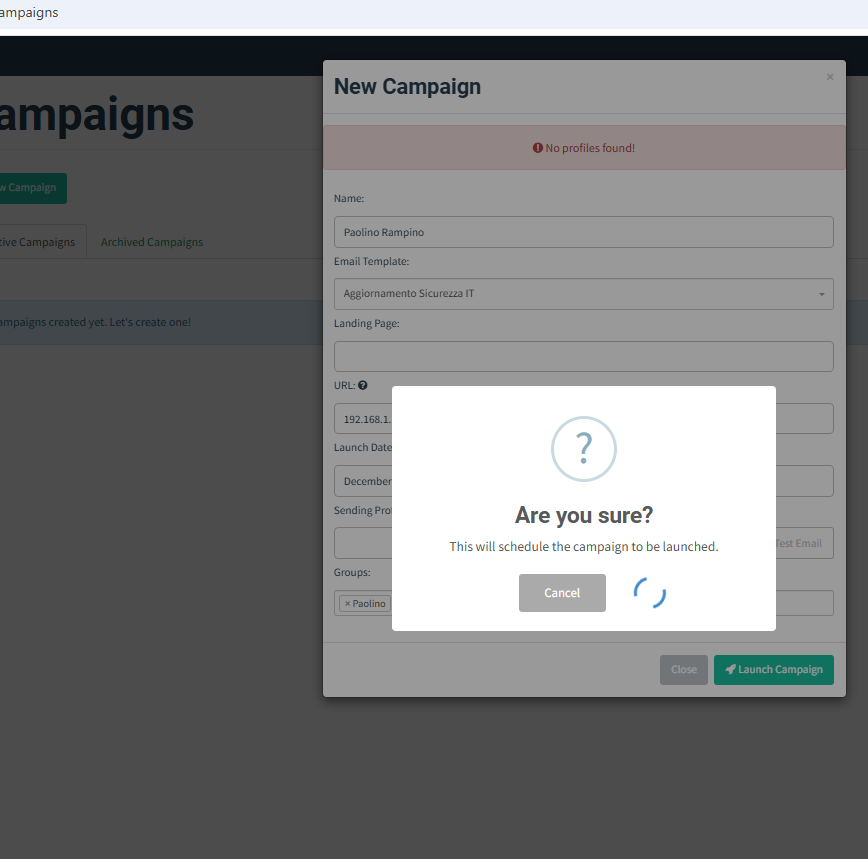 ampaigns
New Campaign
×
ampaigns
No profiles found!
w Campaign
Name:
Paolino Rampino
tive Campaigns
Archived Campaigns
Email Template:
Aggiornamento Sicurezza IT
Landing Page:
ampaigns created yet. Let's create one!
URL:
192.168.1.
Launch Date
December
Sending Prof
Test Email
Groups:
× Paolino
?
Are you sure?
This will schedule the campaign to be launched.
Cancel
Close
Launch Campaign